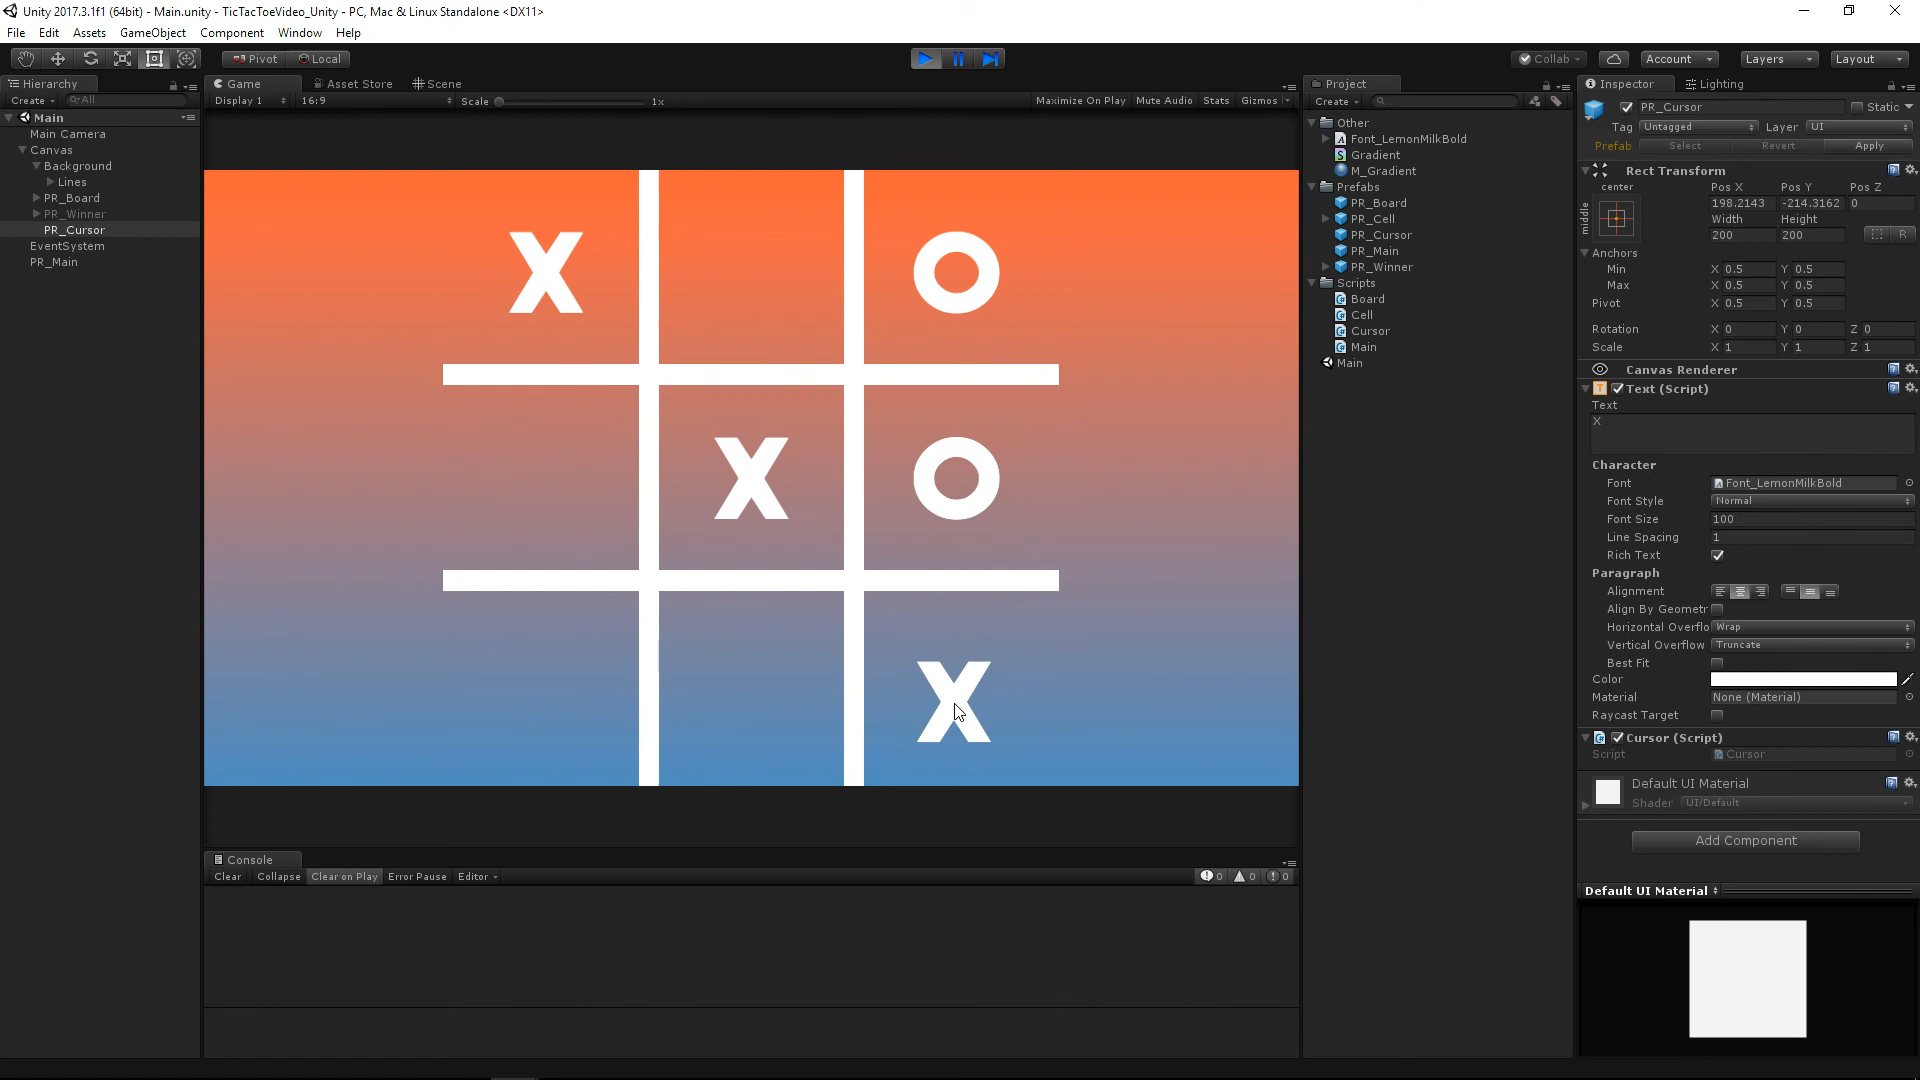 Unity 2017.3.1f1 (64bit) - Main.unity - TicTacToeVideo_Unity - PC, Mac & Linux Standalone <DX11>
File Edit Assets GameObject Component Window Help
Pivot Local Collab Account Layers Layout
Hierarchy
Create All
Main
Main Camera
Canvas
Background
Lines
PR_Board
PR_Winner
PR_Cursor
EventSystem
PR_Main
Game Asset Store Scene
Display 1 16:9 Scale 1x Maximize On Play Mute Audio Stats Gizmos
X O
X O
X
Console
Clear Collapse Clear on Play Error Pause Editor 0 0 0
Project
Create
Other
Font_LemonMilkBold
Gradient
M_Gradient
Prefabs
PR_Board
PR_Cell
PR_Cursor
PR_Main
PR_Winner
Scripts
Board
Cell
Cursor
Main
Main
Inspector Lighting
PR_Cursor Static
Tag Untagged Layer UI
Prefab Select Revert Apply
Rect Transform
center Pos X Pos Y Pos Z
middle 198.2143 -214.3162 0
Width Height
200 200 R
Anchors
Min X 0.5 Y 0.5
Max X 0.5 Y 0.5
Pivot X 0.5 Y 0.5
Rotation X 0 Y 0 Z 0
Scale X 1 Y 1 Z 1
Canvas Renderer
Text (Script)
Text
X
Character
Font Font_LemonMilkBold
Font Style Normal
Font Size 100
Line Spacing 1
Rich Text
Paragraph
Alignment
Align By Geometr
Horizontal Overflo Wrap
Vertical Overflow Truncate
Best Fit
Color
Material None (Material)
Raycast Target
Cursor (Script)
Script Cursor
Default UI Material
Shader UI/Default
Add Component
Default UI Material